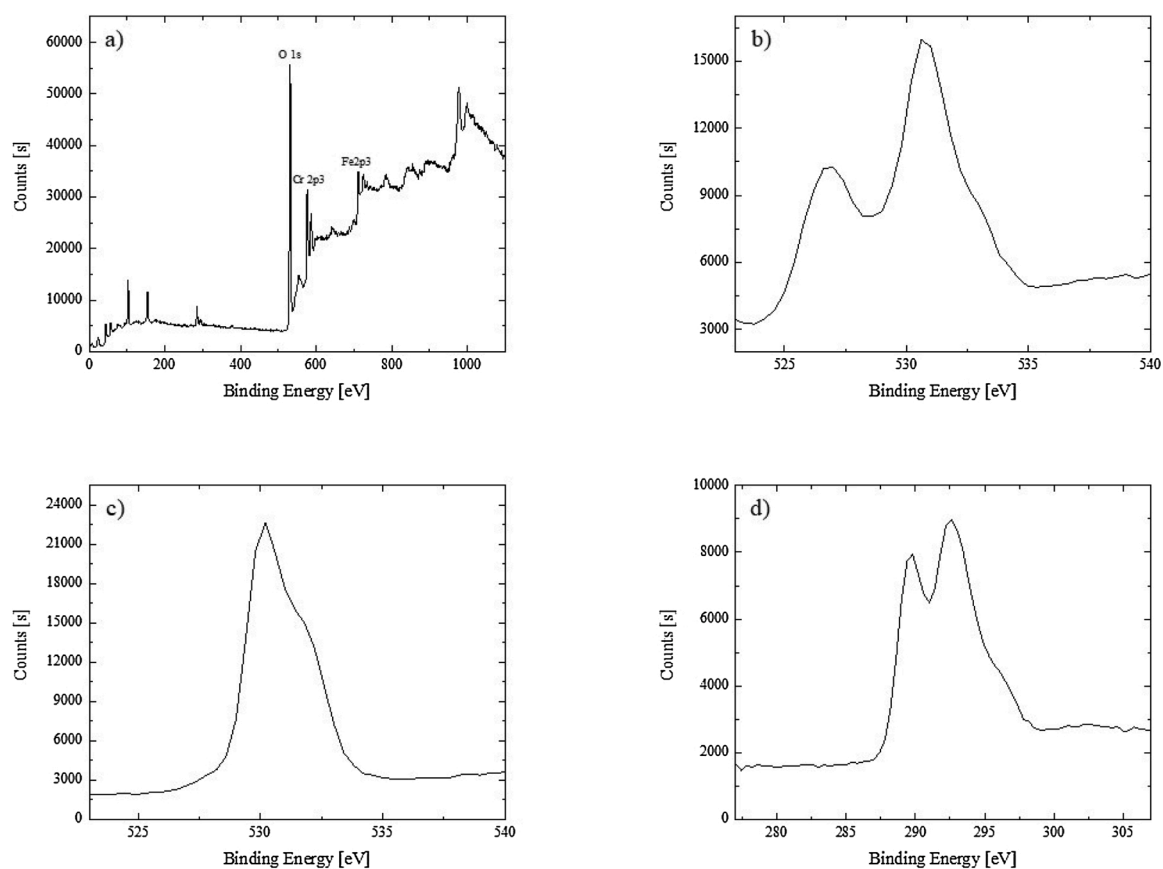 a)
O 1s
Cr 2p3
Fe2p3
60000
50000
40000
30000
20000
10000
0
Counts [s]
0 200 400 600 800 1000
Binding Energy [eV]
b)
15000
12000
9000
6000
3000
Counts [s]
525 530 535 540
Binding Energy [eV]
c)
24000
21000
18000
15000
12000
9000
6000
3000
0
Counts [s]
525 530 535 540
Binding Energy [eV]
d)
10000
8000
6000
4000
2000
0
Counts [s]
280 285 290 295 300 305
Binding Energy [eV]